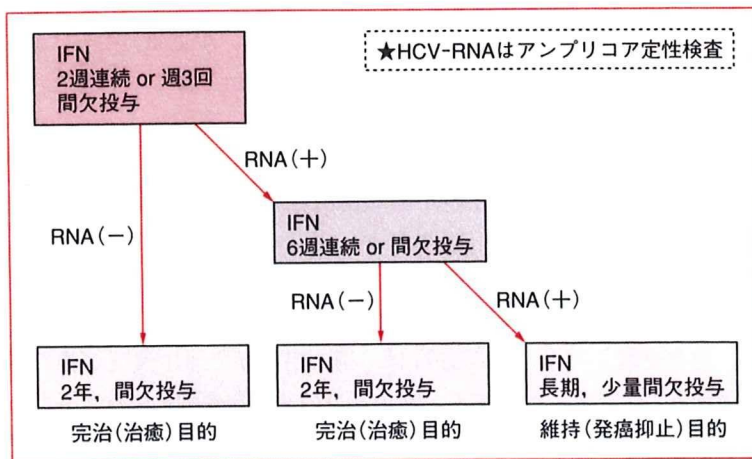 ★HCV-RNAはアンプリコア定性検査
IFN
2週連続 or 週3回
間欠投与
RNA(＋)
RNA(－)
IFN
6週連続 or 間欠投与
RNA(－)
RNA(＋)
IFN
2年，間欠投与
完治(治癒)目的
IFN
2年，間欠投与
完治(治癒)目的
IFN
長期，少量間欠投与
維持(発癌抑止)目的